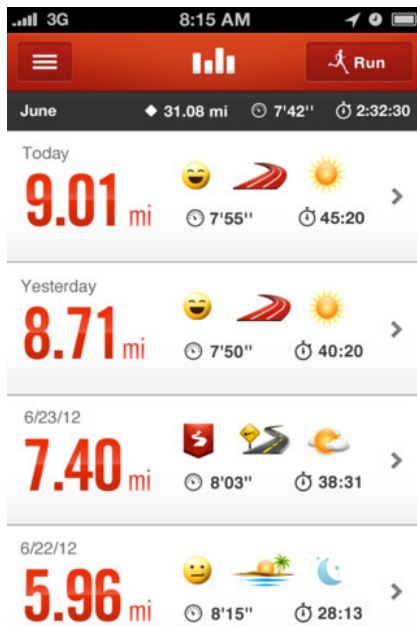 3G 8:15 AM
Run
June 31.08 mi 7'42'' 2:32:30
Today
9.01 mi
7'55'' 45:20
Yesterday
8.71 mi
7'50'' 40:20
6/23/12
7.40 mi
8'03'' 38:31
6/22/12
5.96 mi
8'15'' 28:13